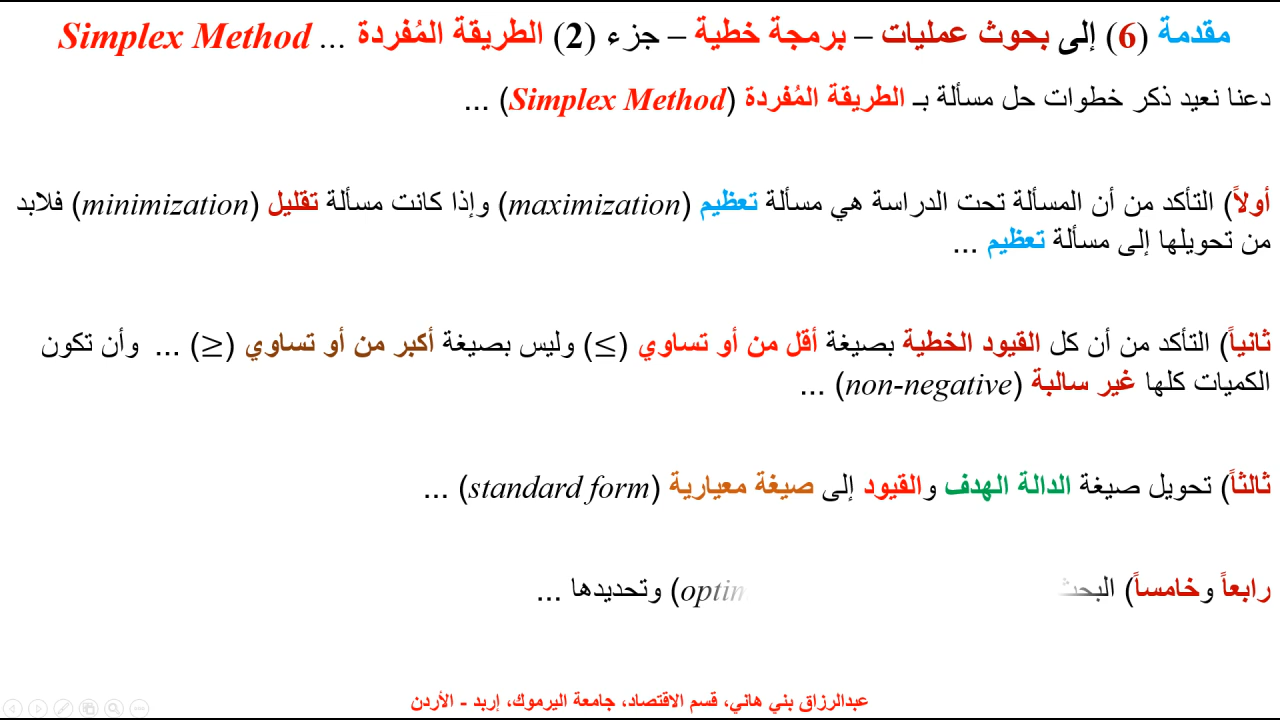 مقدمة (6) إلى بحوث عمليات – برمجة خطية – جزء (2) الطريقة المُفردة ... Simplex Method
دعنا نعيد ذكر خطوات حل مسألة بـ الطريقة المُفردة (Simplex Method) ...
أولاً) التأكد من أن المسألة تحت الدراسة هي مسألة تعظيم (maximization) وإذا كانت مسألة تقليل (minimization) فلابد
من تحويلها إلى مسألة تعظيم ...
ثانياً) التأكد من أن كل القيود الخطية بصيغة أقل من أو تساوي (≤) وليس بصيغة أكبر من أو تساوي (≥) ... وأن تكون
الكميات كلها غير سالبة (non-negative) ...
ثالثاً) تحويل صيغة الدالة الهدف والقيود إلى صيغة معيارية (standard form) ...
رابعاً وخامساً) البحث وتحديدها ...
عبدالرزاق بني هاني، قسم الاقتصاد، جامعة اليرموك، إربد - الأردن